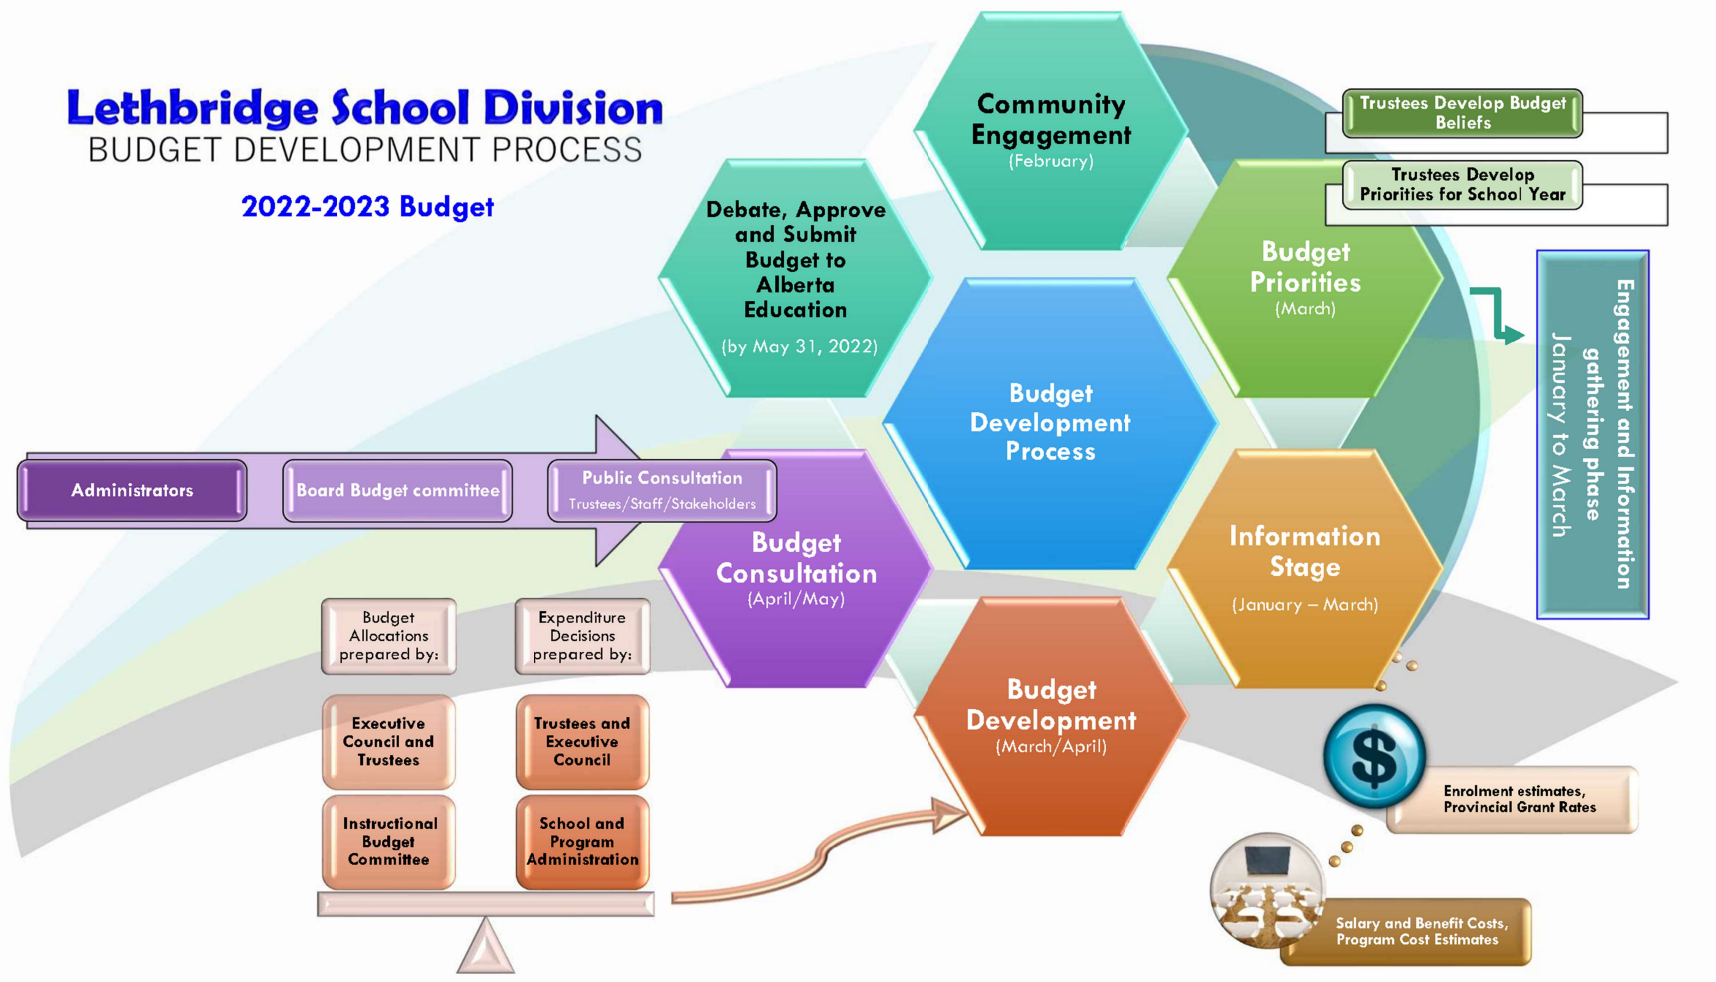 Lethbridge School Division
BUDGET DEVELOPMENT PROCESS
2022-2023 Budget
Community
Engagement
(February)
Trustees Develop Budget
Beliefs
Trustees Develop
Priorities for School Year
Budget
Priorities
(March)
Engagement and Information
gathering phase
January to March
Debate, Approve
and Submit
Budget to
Alberta
Education
(by May 31, 2022)
Budget
Development
Process
Administrators
Board Budget committee
Public Consultation
Trustees/Staff/Stakeholders
Budget
Consultation
(April/May)
Information
Stage
(January – March)
Budget
Allocations
prepared by:
Expenditure
Decisions
prepared by:
Executive
Council and
Trustees
Trustees and
Executive
Council
Instructional
Budget
Committee
School and
Program
Administration
Budget
Development
(March/April)
$
Enrolment estimates,
Provincial Grant Rates
Salary and Benefit Costs,
Program Cost Estimates